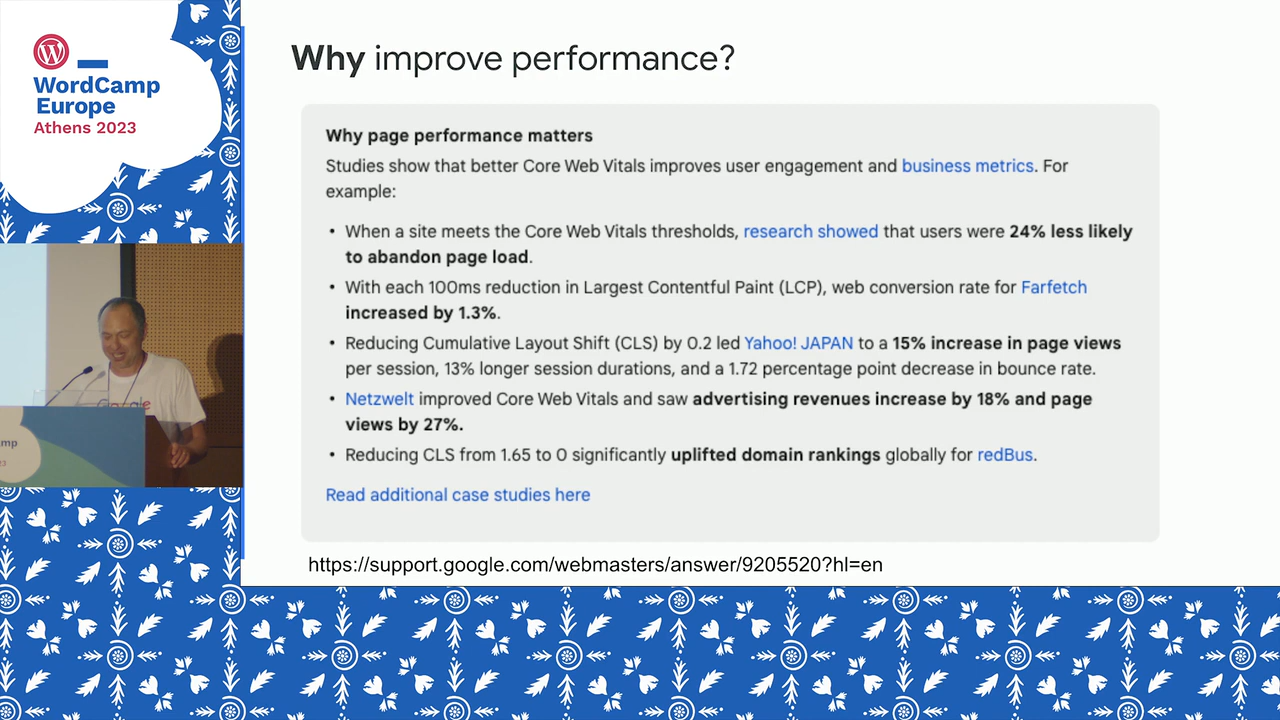 WordCamp
Europe
Athens 2023
Why improve performance?
Why page performance matters
Studies show that better Core Web Vitals improves user engagement and business metrics. For
example:
• When a site meets the Core Web Vitals thresholds, research showed that users were 24% less likely
to abandon page load.
• With each 100ms reduction in Largest Contentful Paint (LCP), web conversion rate for Farfetch
increased by 1.3%.
• Reducing Cumulative Layout Shift (CLS) by 0.2 led Yahoo! JAPAN to a 15% increase in page views
per session, 13% longer session durations, and a 1.72 percentage point decrease in bounce rate.
• Netzwelt improved Core Web Vitals and saw advertising revenues increase by 18% and page
views by 27%.
• Reducing CLS from 1.65 to 0 significantly uplifted domain rankings globally for redBus.
Read additional case studies here
https://support.google.com/webmasters/answer/9205520?hl=en